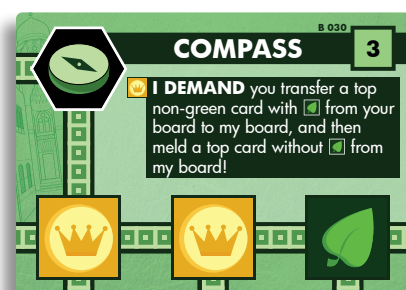 B 030
COMPASS
3
I DEMAND you transfer a top
non-green card with from your
board to my board, and then
meld a top card without from
my board!